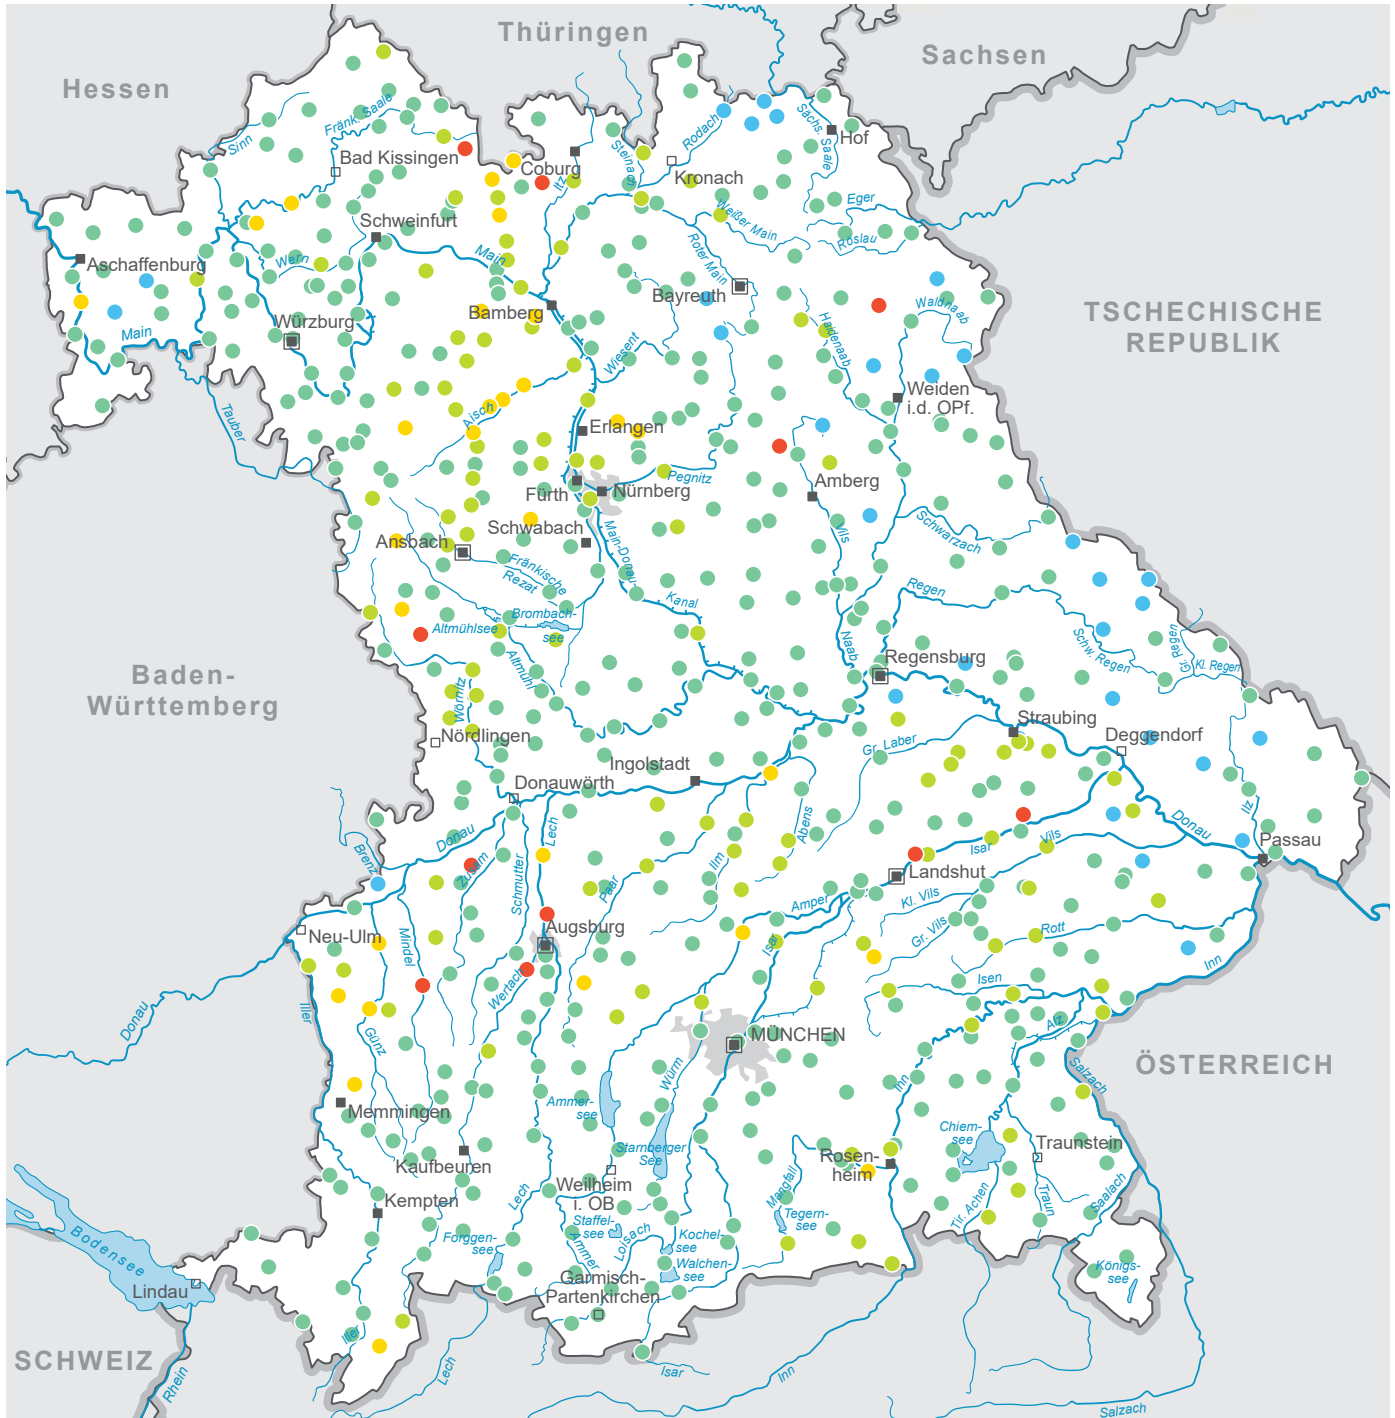 Thüringen
Sachsen
Hessen
Fränk. Saale
Sinn
Rodach
Sächs. Saale
Hof
Steinach
Bad Kissingen
Coburg
Itz
Kronach
Eger
Weißer Main
Röslau
Schweinfurt
Roter Main
Aschaffenburg
Wern
Main
Bayreuth
Waldnaab
TSCHECHISCHE
REPUBLIK
Bamberg
Haidenaab
Main
Würzburg
Wiesent
Weiden
i.d. OPf.
Tauber
Aisch
Erlangen
Pegnitz
Amberg
Fürth
Nürnberg
Schwabach
Vils
Schwarzach
Ansbach
Main-Donau-
Fränkische
Rezat
Kanal
Regen
Brombach-
see
Altmühlsee
Naab
Schw. Regen
Gr. Regen
Kl. Regen
Altmühl
Regensburg
Baden-
Württemberg
Wörnitz
Straubing
Nördlingen
Gr. Laber
Deggendorf
Ingolstadt
Donauwörth
Ilz
Lech
Abens
Donau
Donau
Vils
Brenz
Isar
Passau
Zusam
Schmutter
Paar
Ilm
Landshut
Kl. Vils
Amper
Augsburg
Gr. Vils
Rott
Neu-Ulm
Mindel
Isar
Inn
Wertach
Isen
Donau
Iller
Günz
Alz
MÜNCHEN
ÖSTERREICH
Würm
Inn
Salzach
Ammer-
see
Memmingen
Chiem-
see
Starnberger
See
Traunstein
Rosen-
heim
Kaufbeuren
Weilheim
i. OB
Mangfall
Kempten
Lech
Tir. Achen
Traun
Saalach
Tegern-
see
Staffel-
see
Loisach
Kochel-
see
Forggen-
see
Ammer
Walchen-
see
Königs-
see
Bodensee
Garmisch-
Partenkirchen
Lindau
Iller
SCHWEIZ
Rhein
Lech
Isar
Inn
Salzach